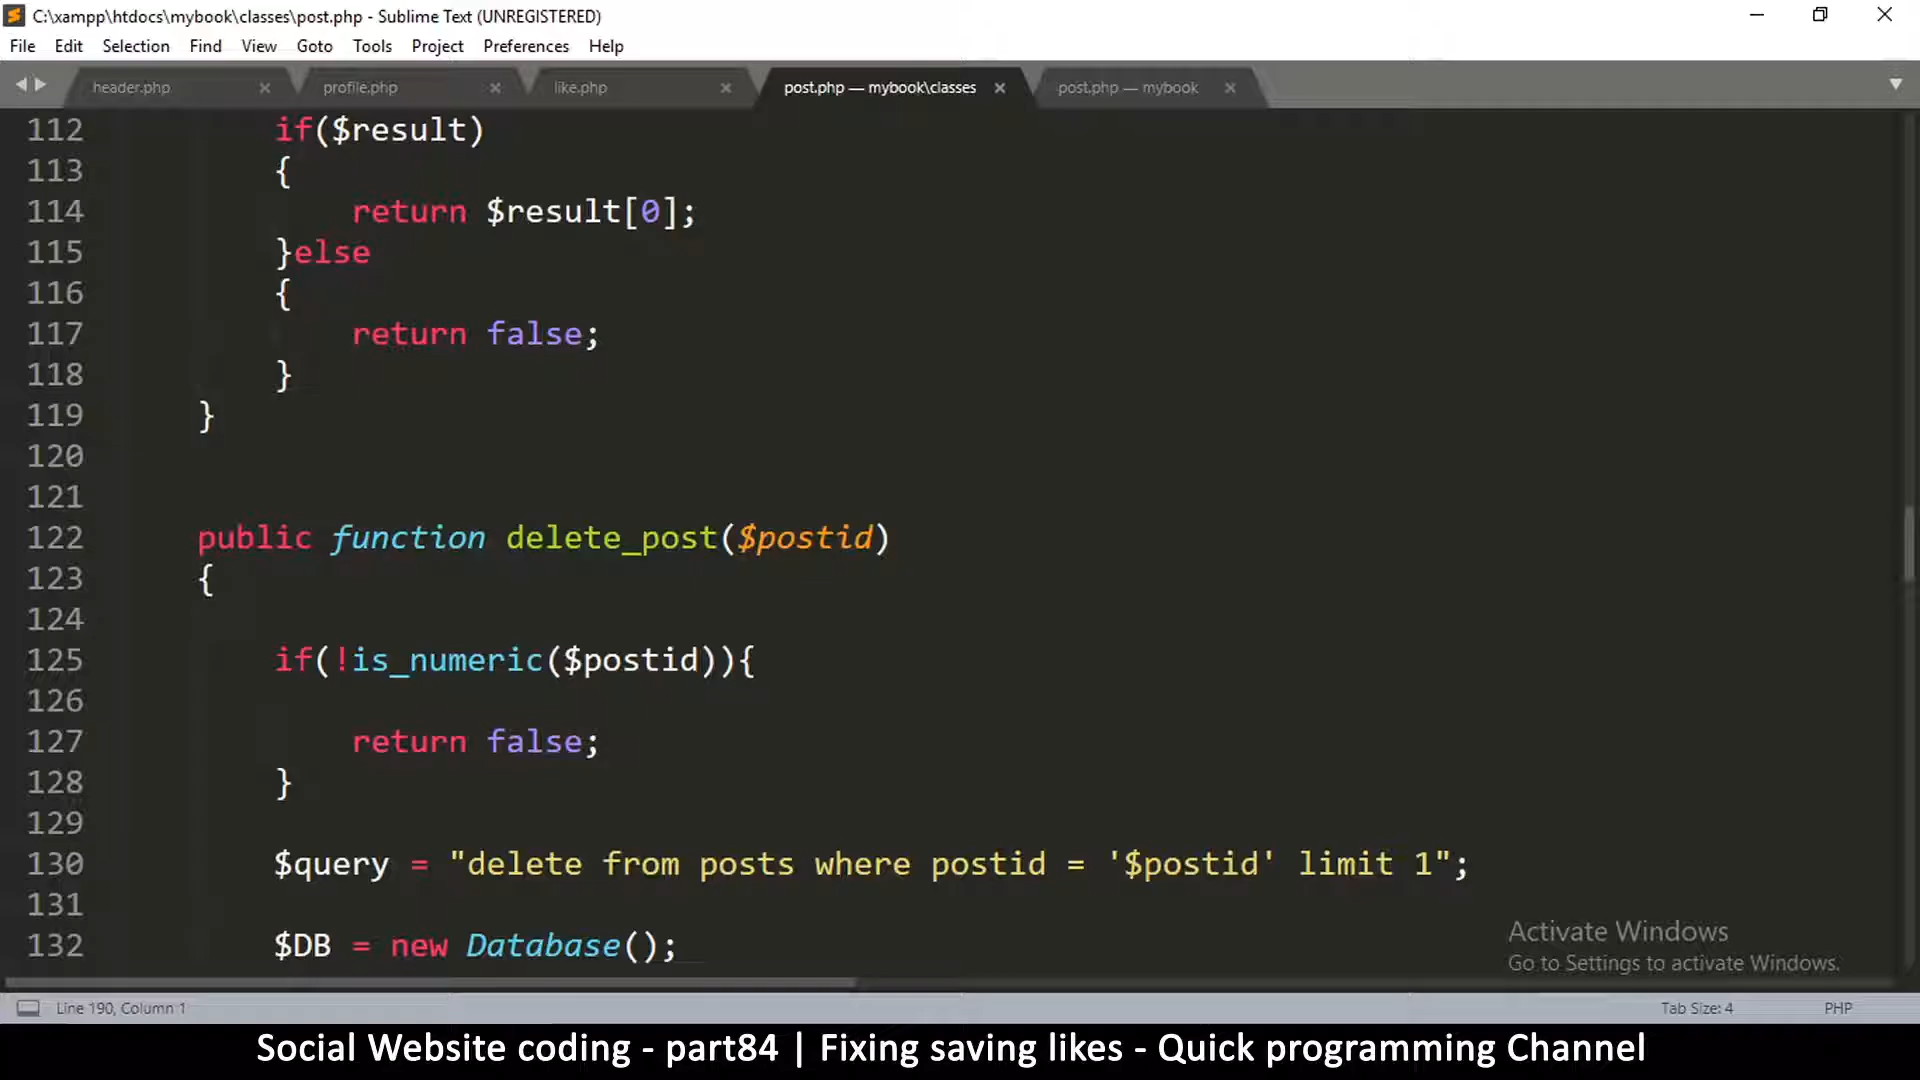 C:\xampp\htdocs\mybook\classes\post.php - Sublime Text (UNREGISTERED)
File Edit Selection Find View Goto Tools Project Preferences Help
header.php × profile.php × like.php × post.php — mybook\classes × post.php — mybook ×
112 if($result)
113 {
114 return $result[0];
115 }else
116 {
117 return false;
118 }
119 }
120
121
122 public function delete_post($postid)
123 {
124
125 if(!is_numeric($postid)){
126
127 return false;
128 }
129
130 $query = "delete from posts where postid = '$postid' limit 1";
131
132 $DB = new Database();
Activate Windows
Go to Settings to activate Windows.
Line 190, Column 1 Tab Size: 4 PHP
Social Website coding - part84 | Fixing saving likes - Quick programming Channel